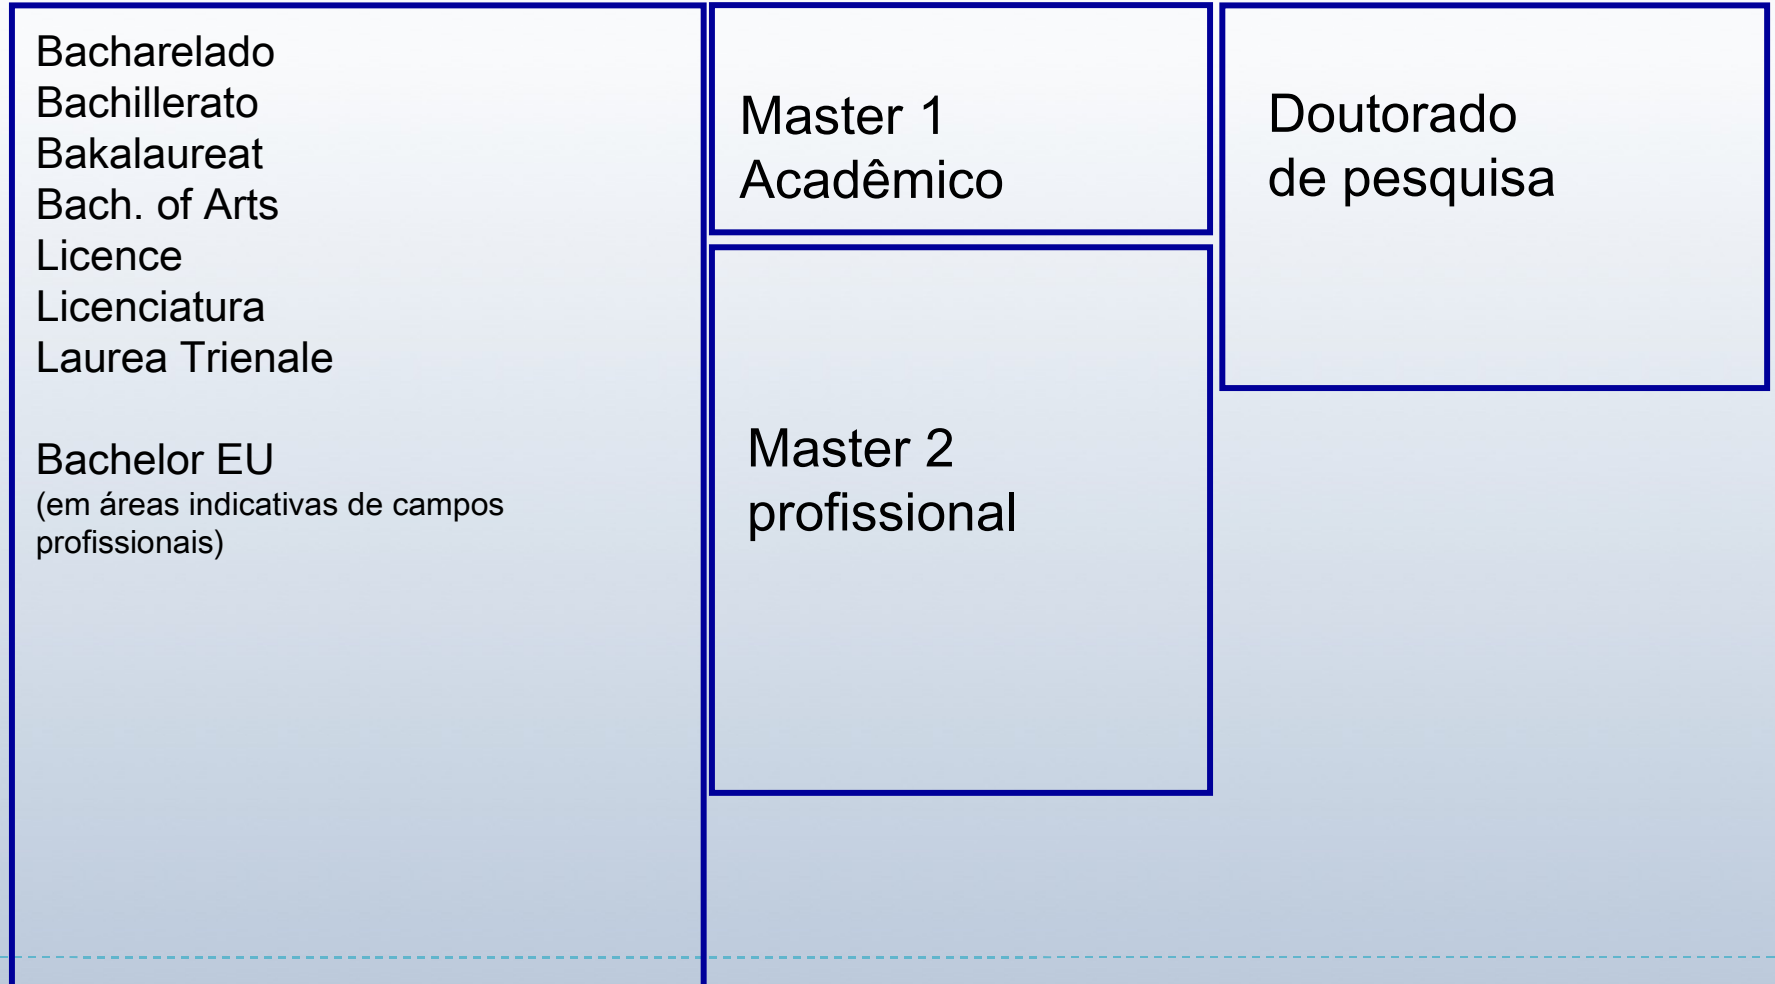 Bacharelado
Bachillerato
Bakalaureat
Bach. of Arts
Licence
Licenciatura
Laurea Trienale
Bachelor EU
(em áreas indicativas de campos
profissionais)
Master 1
Acadêmico
Master 2
profissional
Doutorado
de pesquisa